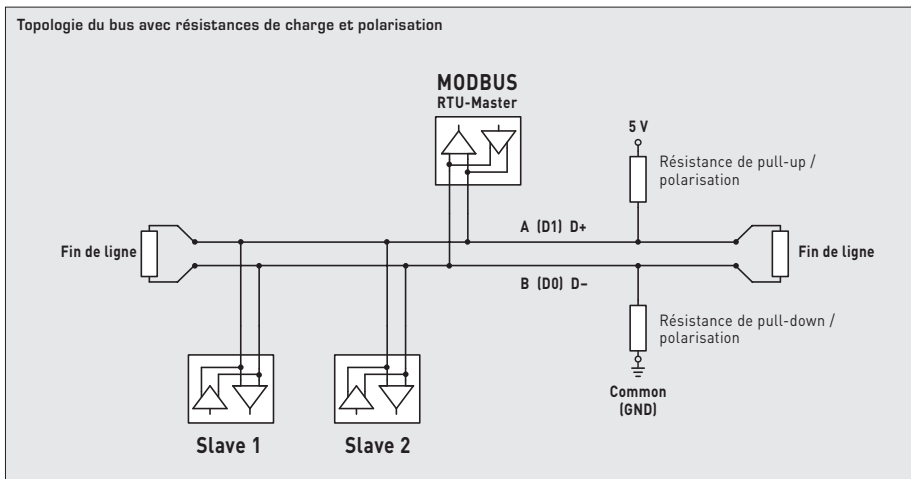 Topologie du bus avec résistances de charge et polarisation
MODBUS
RTU-Master
5 V
Résistance de pull-up /
polarisation
A (D1) D+
Fin de ligne
Fin de ligne
B (D0) D–
Résistance de pull-down /
polarisation
Common
(GND)
Slave 1
Slave 2